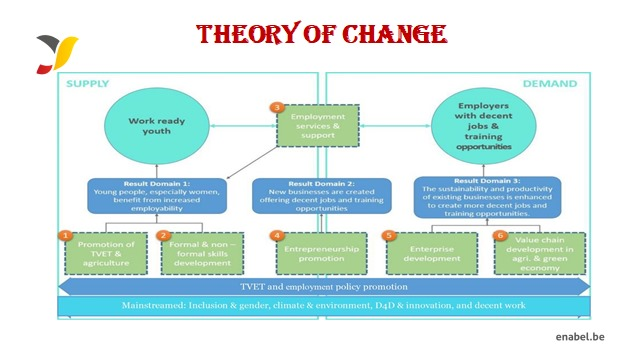 THEORY OF CHANGE
SUPPLY
DEMAND
Work ready
youth
3
Employment
services &
support
Employers
with decent
jobs &
training
opportunities
Result Domain 1:
Young people, especially women,
benefit from increased
employability
Result Domain 2:
New businesses are created
offering decent jobs and training
opportunities
Result Domain 3:
The sustainability and productivity
of existing businesses is enhanced
to create more decent jobs and
training opportunities.
1
Promotion of
TVET &
agriculture
2
Formal & non –
formal skills
development
4
Entrepreneurship
promotion
5
Enterprise
development
6
Value chain
development in
agri. & green
economy
TVET and employment policy promotion
Mainstreamed: Inclusion & gender, climate & environment, D4D & innovation, and decent work
enabel.be